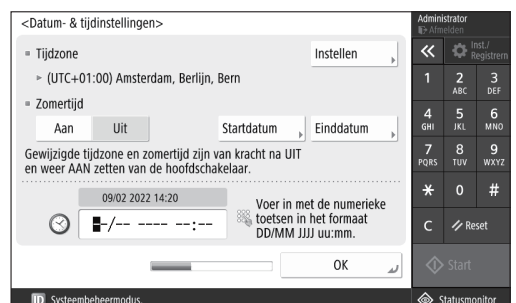 <Datum- & tijdinstellingen>
Tijdzone
Instellen
(UTC+01:00) Amsterdam, Berlijn, Bern
Zomertijd
Aan
Uit
Startdatum
Einddatum
Gewijzigde tijdzone en zomertijd zijn van kracht na UIT
en weer AAN zetten van de hoofdschakelaar.
09/02 2022 14:20
-/-- ---- --:--
Voer in met de numerieke
toetsen in het formaat
DD/MM JJJJ uu:mm.
OK
ID Systeembeheermodus.
Administrator
Afmelden
Inst./
Registrern
1
2
ABC
3
DEF
4
GHI
5
JKL
6
MNO
7
PQRS
8
TUV
9
WXYZ
* 0 #
C
Reset
Start
Statusmonitor